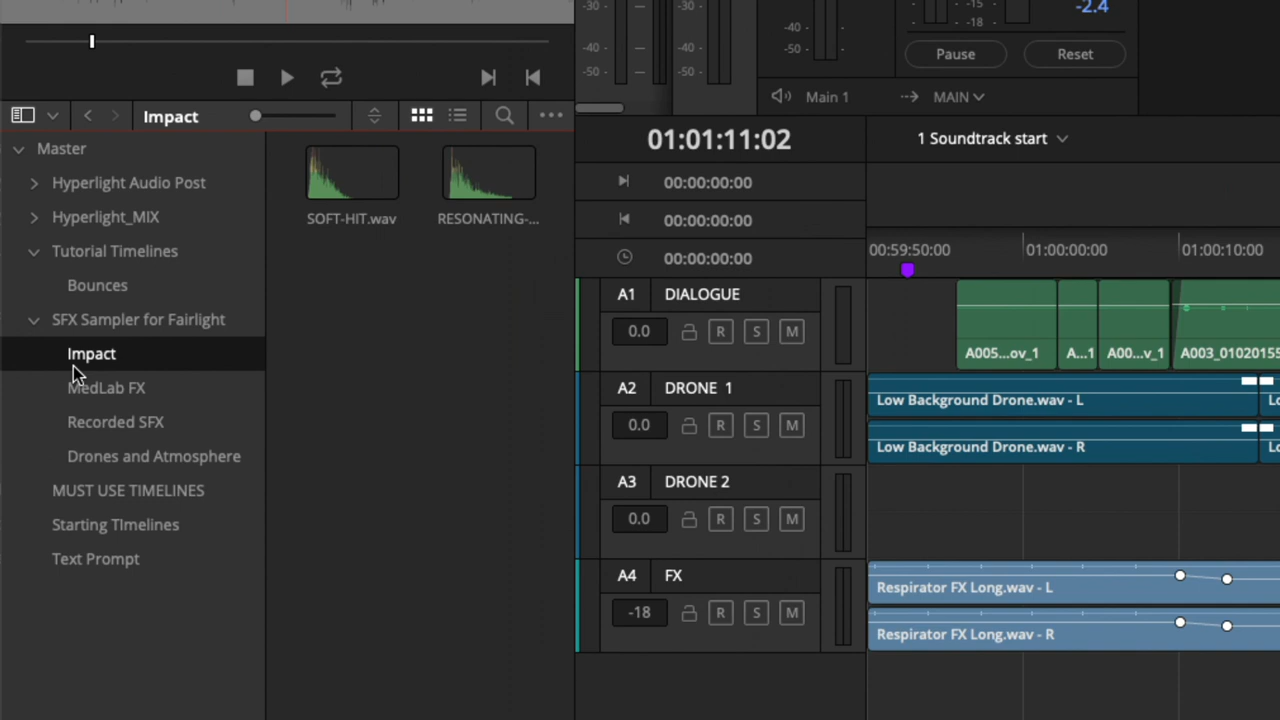 -30
-40
-50
-30
-40
-50
-40
-50
-15
-18
-2.4
Pause
Reset
Main 1
MAIN
Impact
Master
Hyperlight Audio Post
Hyperlight_MIX
Tutorial Timelines
Bounces
SFX Sampler for Fairlight
Impact
MedLab FX
Recorded SFX
Drones and Atmosphere
MUST USE TIMELINES
Starting TImelines
Text Prompt
SOFT-HIT.wav
RESONATING-...
01:01:11:02
1 Soundtrack start
00:00:00:00
00:00:00:00
00:00:00:00
00:59:50:00
01:00:00:00
01:00:10:00
A1 DIALOGUE
0.0 R S M
A005...ov_1
A...1
A00...v_1
A003_0102015
A2 DRONE 1
0.0 R S M
Low Background Drone.wav - L
Lo
Low Background Drone.wav - R
Lo
A3 DRONE 2
0.0 R S M
A4 FX
-18 R S M
Respirator FX Long.wav - L
Respirator FX Long.wav - R